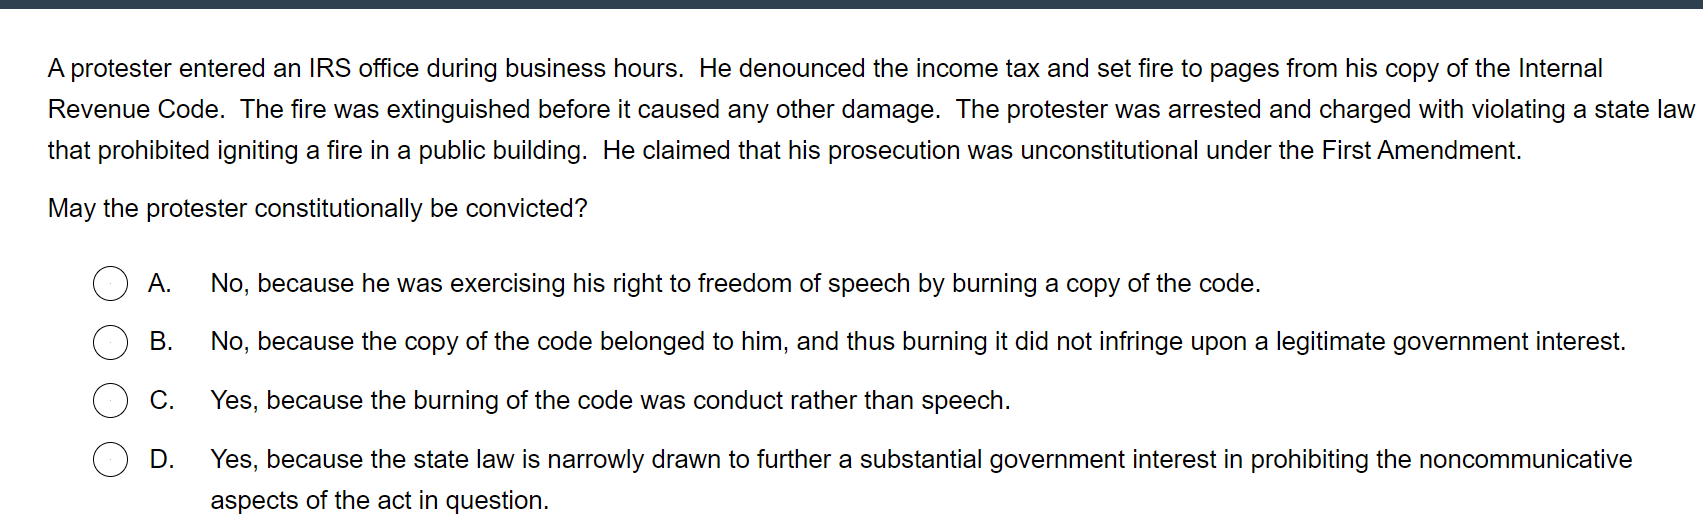 A protester entered an IRS office during business hours.  He denounced the income tax and set fire to pages from his copy of the Internal
Revenue Code.  The fire was extinguished before it caused any other damage.  The protester was arrested and charged with violating a state law
that prohibited igniting a fire in a public building.  He claimed that his prosecution was unconstitutional under the First Amendment.
May the protester constitutionally be convicted?
A. No, because he was exercising his right to freedom of speech by burning a copy of the code.
B. No, because the copy of the code belonged to him, and thus burning it did not infringe upon a legitimate government interest.
C. Yes, because the burning of the code was conduct rather than speech.
D. Yes, because the state law is narrowly drawn to further a substantial government interest in prohibiting the noncommunicative
aspects of the act in question.